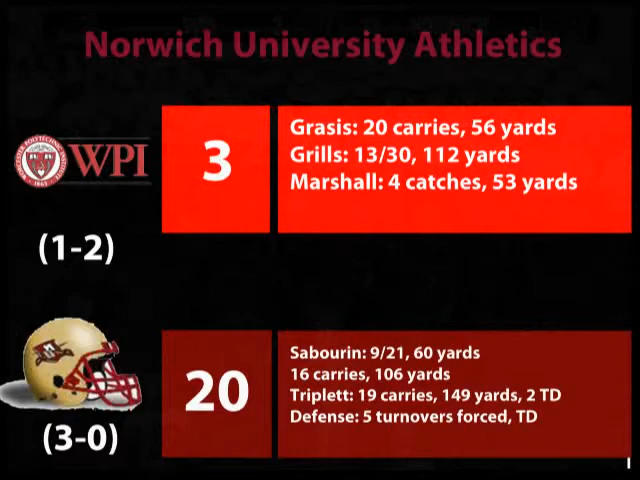 Norwich University Athletics
WPI
3
Grasis: 20 carries, 56 yards
Grills: 13/30, 112 yards
Marshall: 4 catches, 53 yards
(1-2)
20
Sabourin: 9/21, 60 yards
16 carries, 106 yards
Triplett: 19 carries, 149 yards, 2 TD
Defense: 5 turnovers forced, TD
(3-0)